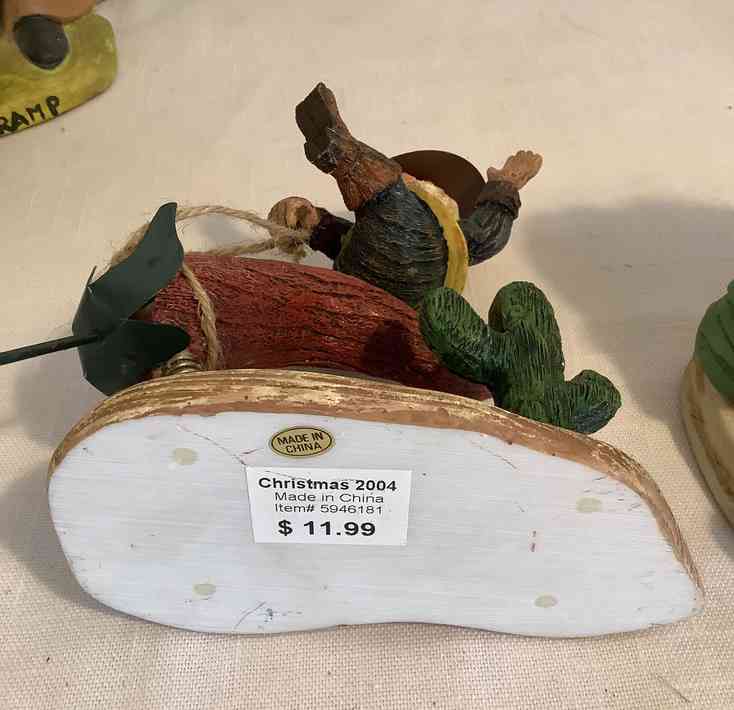 RAMP
MADE IN
CHINA
Christmas 2004
Made in China
Item# 5946181
$ 11.99